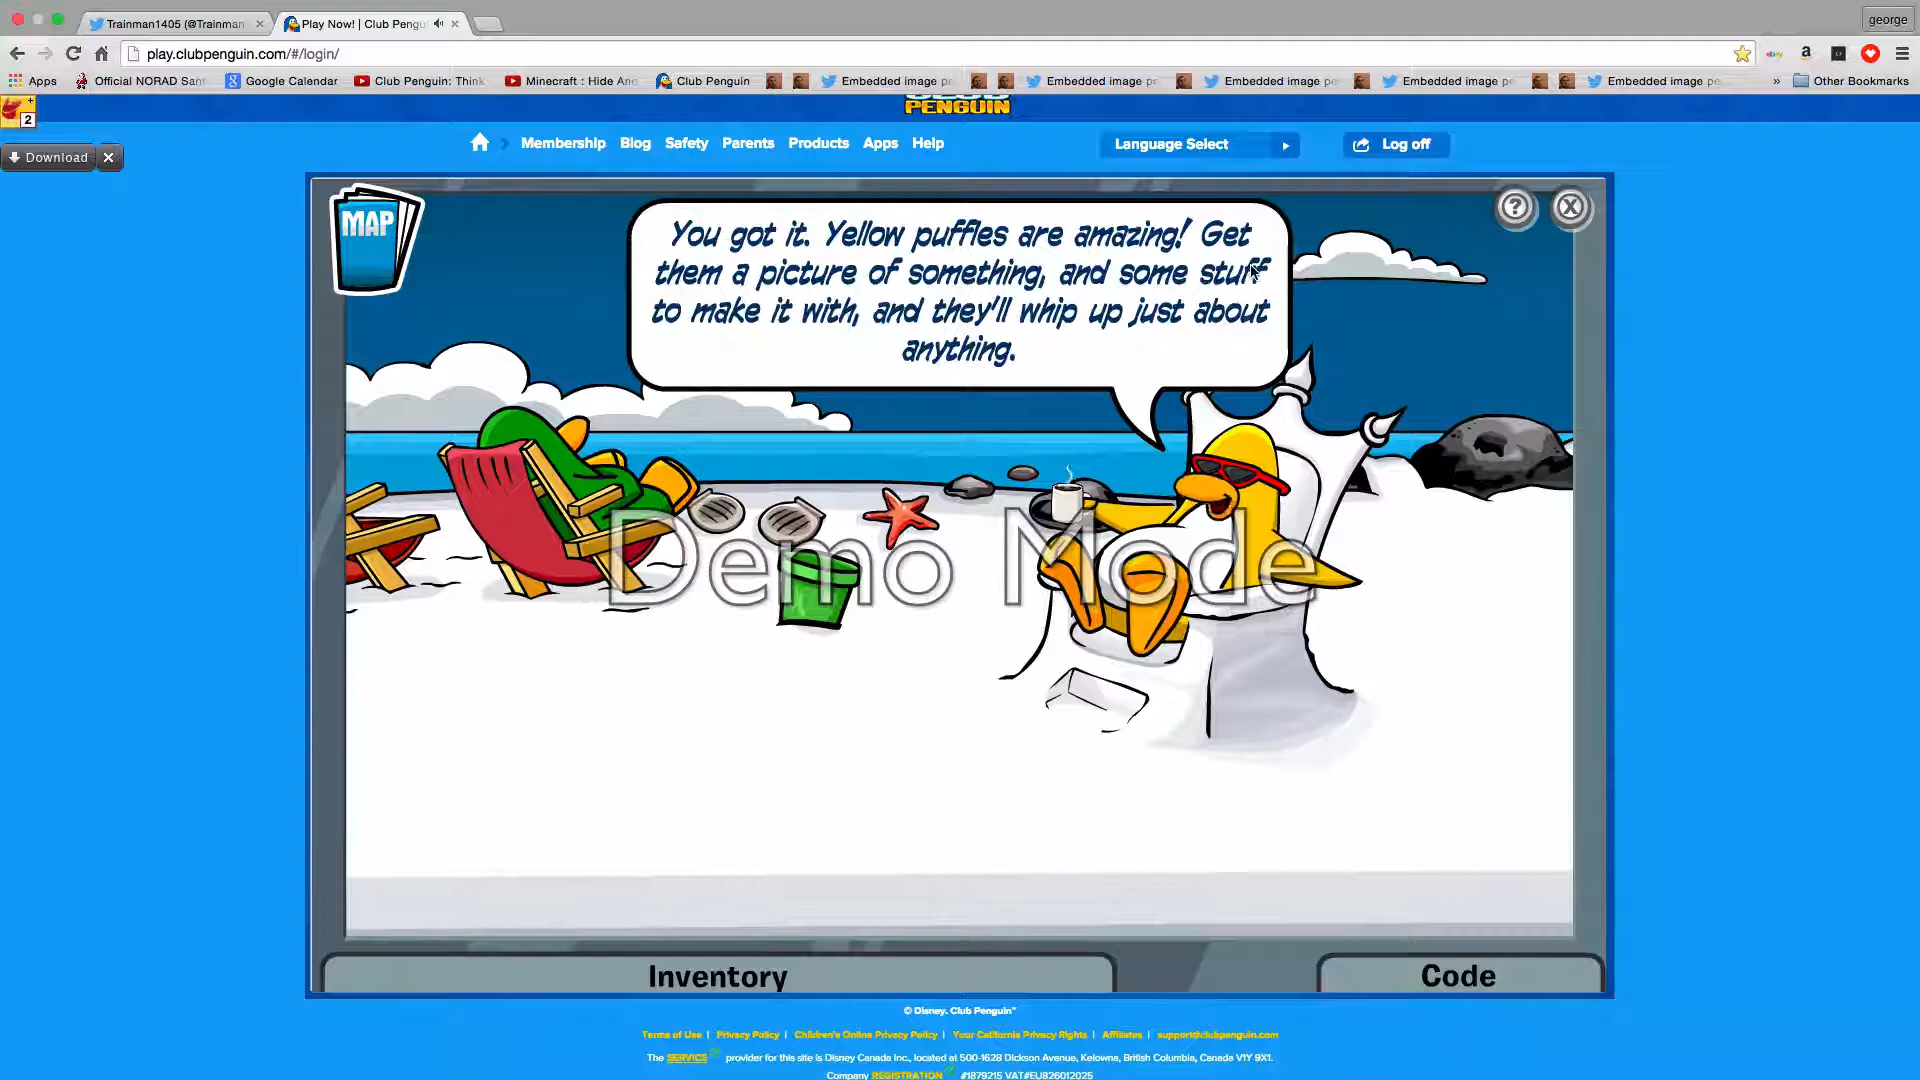 Trainman1405 (@Trainman
Play Now! | Club Pengu
george
play.clubpenguin.com/#/login/
ebay
Apps
Official NORAD Sant
Google Calendar
Club Penguin: Think
Minecraft : Hide And
Club Penguin
Embedded image pe
Embedded image pe
Embedded image pe
Embedded image pe
Embedded image pe
»
Other Bookmarks
2
CLUB
PENGUIN
Membership Blog Safety Parents Products Apps Help
Language Select
Log off
Download
MAP
You got it. Yellow puffles are amazing! Get
them a picture of something, and some stuff
to make it with, and they'll whip up just about
anything.
?
X
Demo Mode
Inventory
Code
© Disney. Club Penguin™
Terms of Use | Privacy Policy | Children's Online Privacy Policy | Your California Privacy Rights | Affiliates | support@clubpenguin.com
The SERVICE provider for this site is Disney Canada Inc., located at 500-1628 Dickson Avenue, Kelowna, British Columbia, Canada V1Y 9X1.
Company REGISTRATION #1879215 VAT#EU826012025